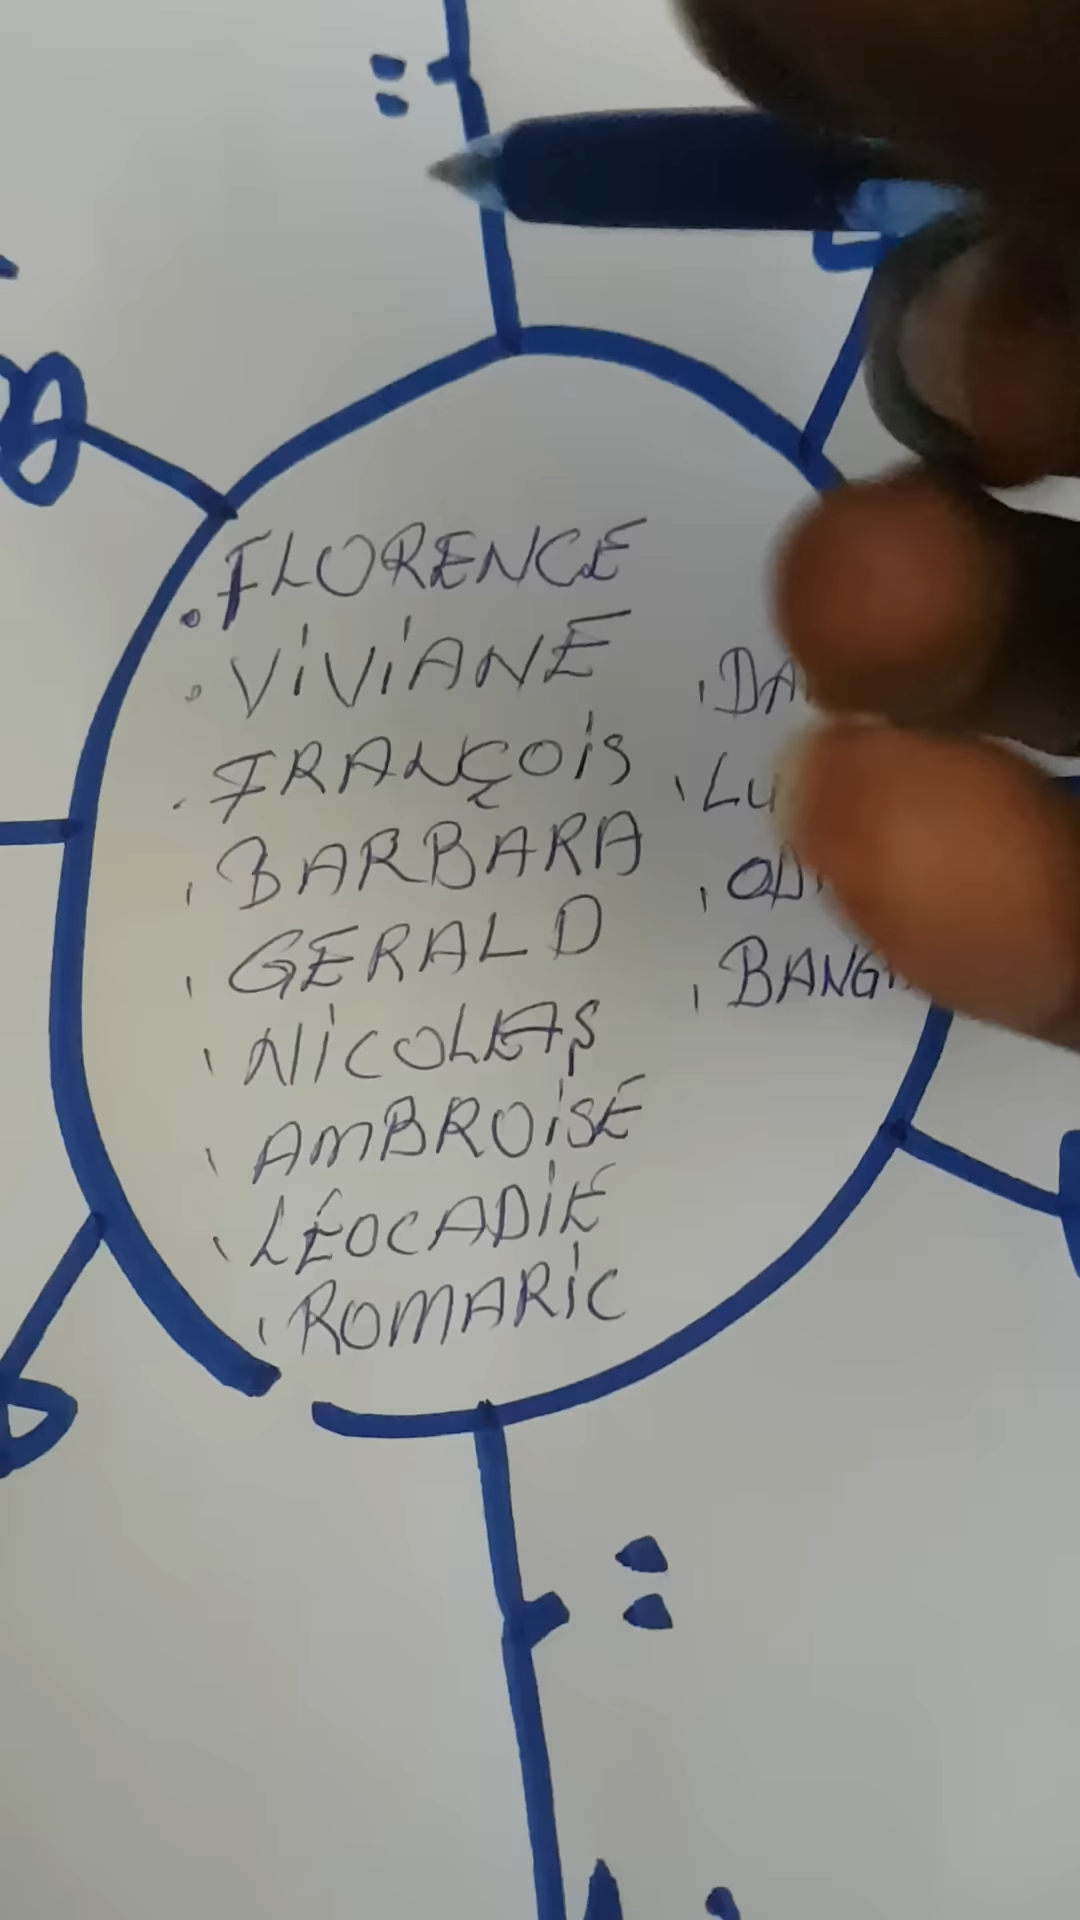 FLORENCE
VIVIANE
FRANÇOIS
BARBARA
GERALD
NICOLAS
AMBROISE
LÉOCADIE
ROMARIC